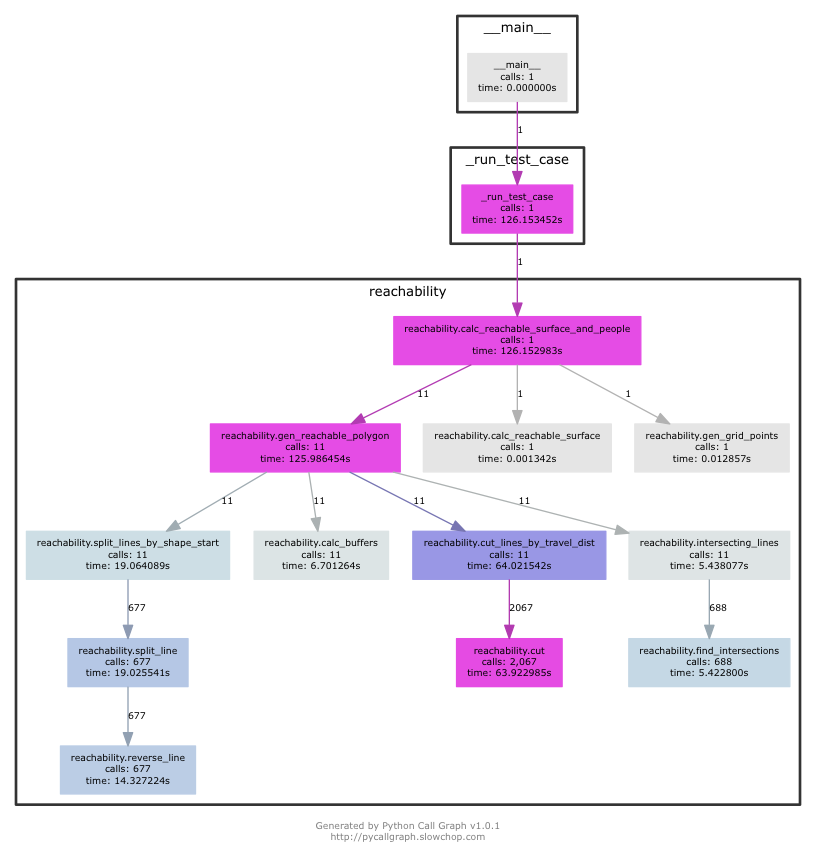 __main__
__main__
calls: 1
time: 0.000000s
1
_run_test_case
_run_test_case
calls: 1
time: 126.153452s
1
reachability
reachability.calc_reachable_surface_and_people
calls: 1
time: 126.152983s
11
1
1
reachability.gen_reachable_polygon
calls: 11
time: 125.986454s
reachability.calc_reachable_surface
calls: 1
time: 0.001342s
reachability.gen_grid_points
calls: 1
time: 0.012857s
11
11
11
11
reachability.split_lines_by_shape_start
calls: 11
time: 19.064089s
reachability.calc_buffers
calls: 11
time: 6.701264s
reachability.cut_lines_by_travel_dist
calls: 11
time: 64.021542s
reachability.intersecting_lines
calls: 11
time: 5.438077s
677
2067
688
reachability.split_line
calls: 677
time: 19.025541s
reachability.cut
calls: 2,067
time: 63.922985s
reachability.find_intersections
calls: 688
time: 5.422800s
677
reachability.reverse_line
calls: 677
time: 14.327224s
Generated by Python Call Graph v1.0.1
http://pycallgraph.slowchop.com